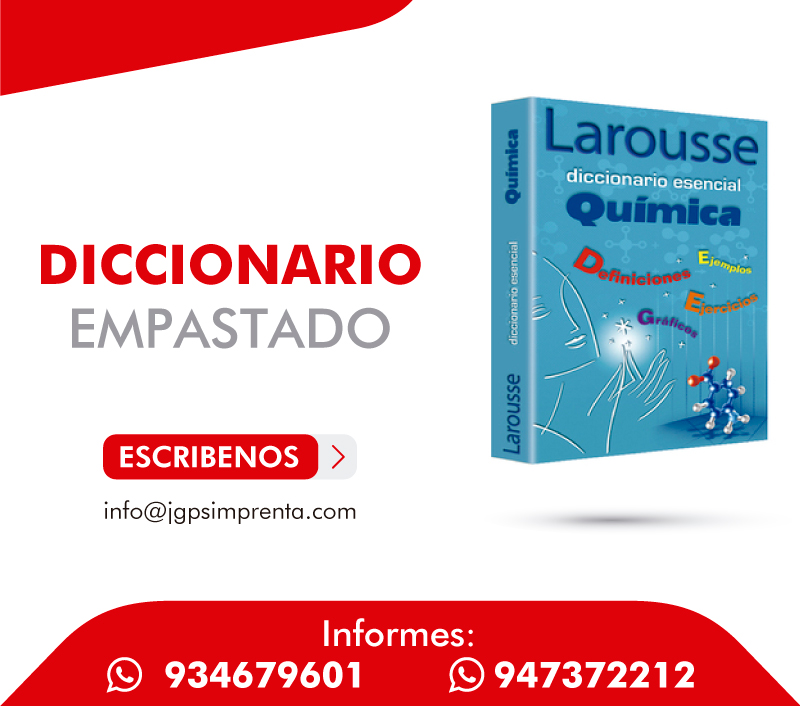 DICCIONARIO
EMPASTADO
ESCRIBENOS
info@jgpsimprenta.com
Larousse
diccionario esencial
Química
Definiciones
Ejemplos
Ejercicios
Gráficos
Química
diccionario esencial
Larousse
Informes:
934679601
947372212